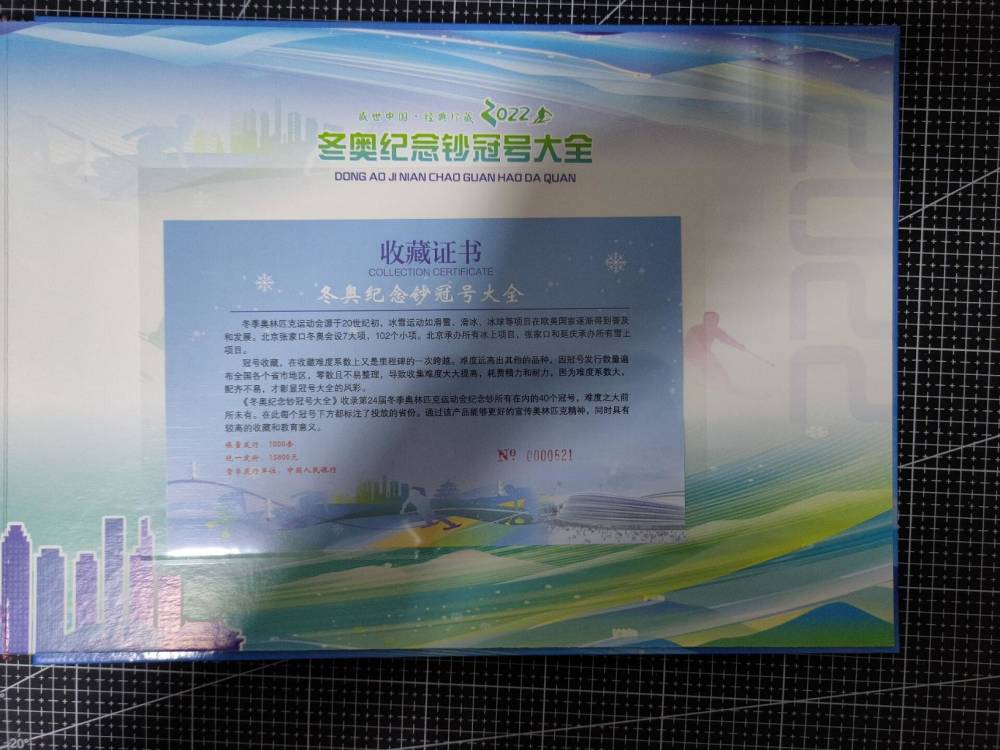 盛世中国·经典珍藏 2022
冬奥纪念钞冠号大全
DONG AO JI NIAN CHAO GUAN HAO DA QUAN
收藏证书
COLLECTION CERTIFICATE
冬奥纪念钞冠号大全
冬季奥林匹克运动会源于20世纪初，冰雪运动如滑雪、滑冰、冰球等项目在欧美国家逐渐得到普及
和发展。北京张家口冬奥会设7大项，102个小项。北京承办所有冰上项目，张家口和延庆承办所有雪上
项目。
冠号收藏，在收藏难度系数上又是里程碑的一次跨越。难度远高出其他的品种，因冠号发行数量遍
布全国各个省市地区，零散且不易整理，导致收集难度大大提高，耗费精力和耐力，因为难度系数大，
配齐不易，才彰显冠号大全的风彩。
《冬奥纪念钞冠号大全》收录第24届冬季奥林匹克运动会纪念钞所有在内的40个冠号，难度之大前
所未有。在此每个冠号下方都标注了投放的省份。通过该产品能够更好的宣传奥林匹克精神，同时具有
较高的收藏和教育意义。
限量发行：1000套
统一发价：15800元
货币发行单位：中国人民银行
№ 0000821
2022
-20°